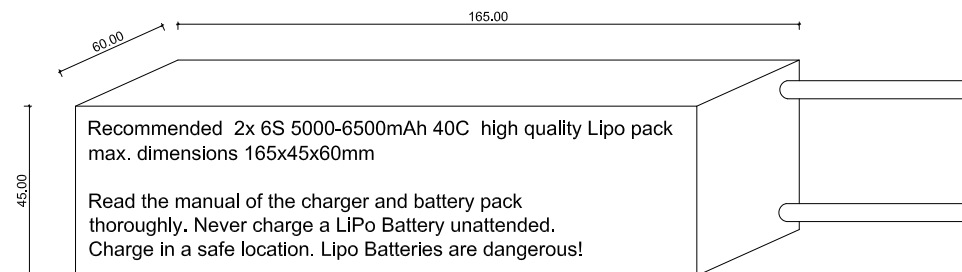 165.00
60.00
45.00
Recommended 2x 6S 5000-6500mAh 40C high quality Lipo pack
max. dimensions 165x45x60mm
Read the manual of the charger and battery pack
thoroughly. Never charge a LiPo Battery unattended.
Charge in a safe location. Lipo Batteries are dangerous!